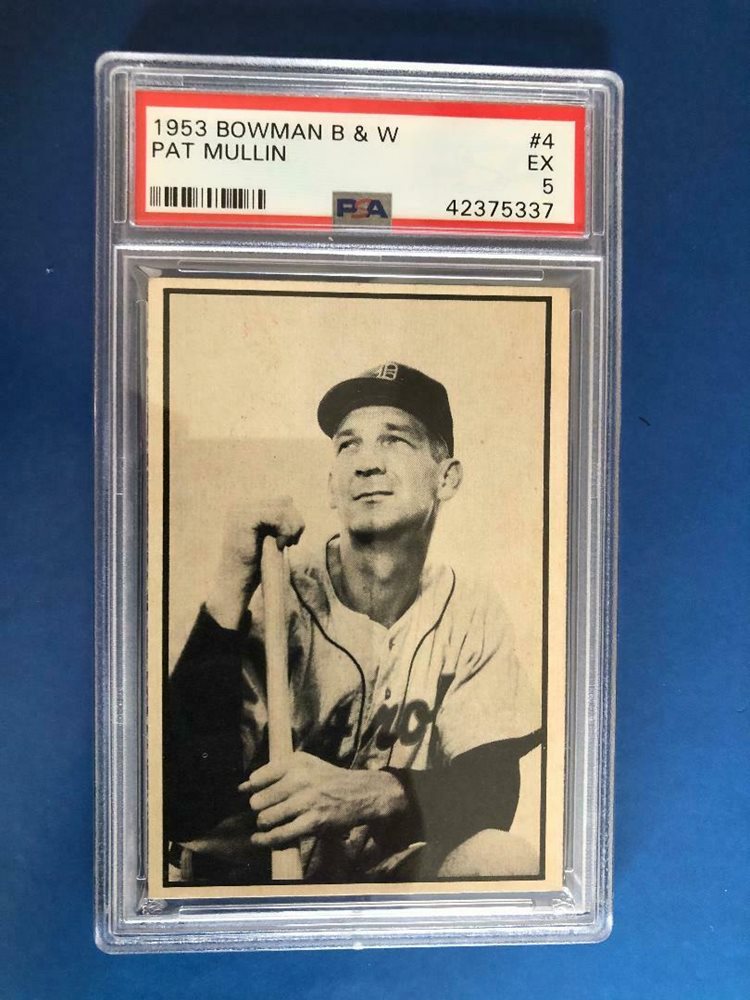 1953 BOWMAN B & W #4
PAT MULLIN EX
5
PSA 42375337
D